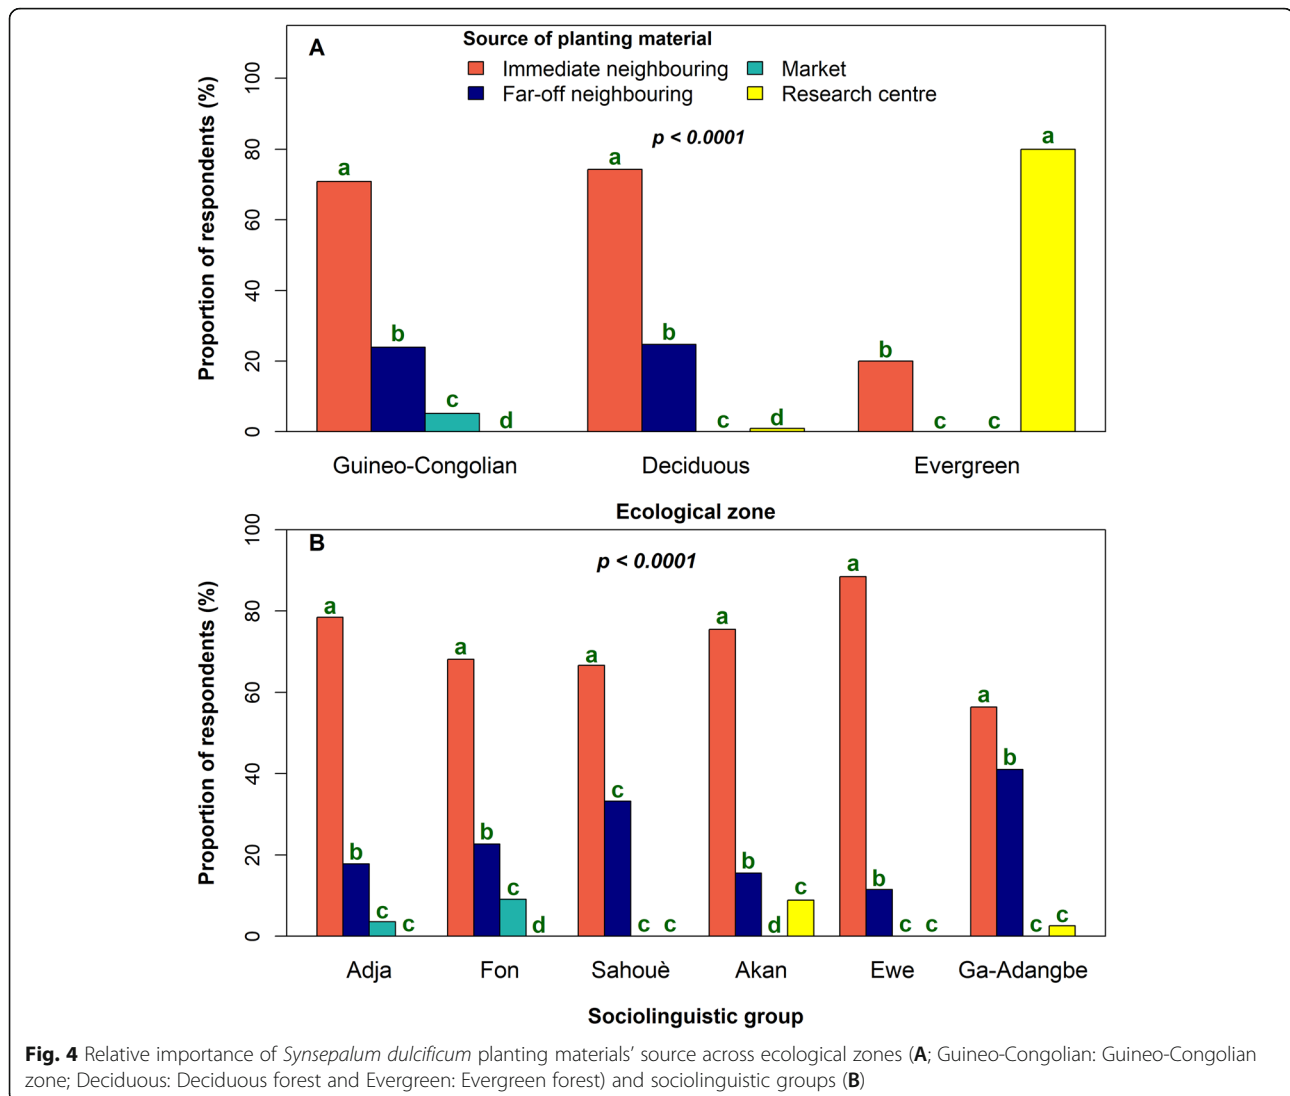 A
Source of planting material
Immediate neighbouring
Market
Far-off neighbouring
Research centre
p < 0.0001
Proportion of respondents (%)
100
80
60
40
20
0
a b c d
a b c d
b c c a
Guineo-Congolian Deciduous Evergreen
Ecological zone
B
p < 0.0001
Proportion of respondents (%)
100
80
60
40
20
0
a b c c
a b c d
a c c c
a b d c
a b c c
a b c c
Adja Fon Sahouè Akan Ewe Ga-Adangbe
Sociolinguistic group
Fig. 4 Relative importance of Synsepalum dulcificum planting materials' source across ecological zones (A; Guineo-Congolian: Guineo-Congolian
zone; Deciduous: Deciduous forest and Evergreen: Evergreen forest) and sociolinguistic groups (B)